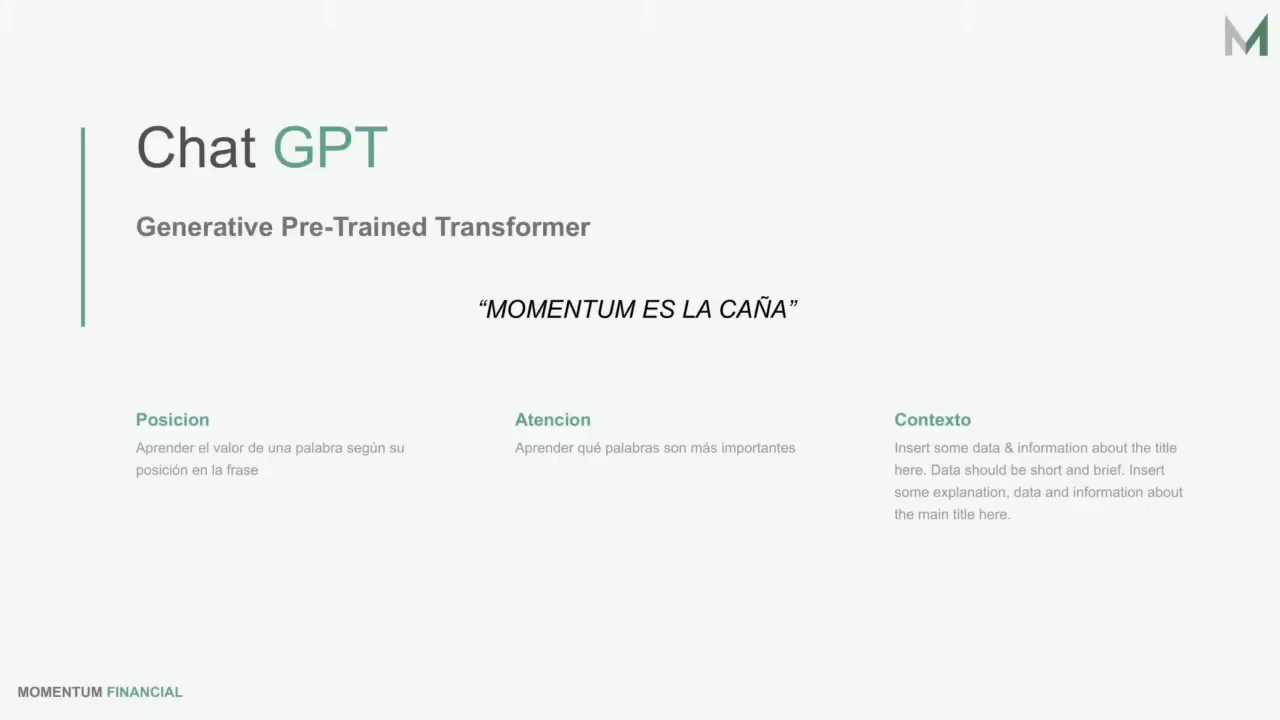 Chat GPT
Generative Pre-Trained Transformer
“MOMENTUM ES LA CAÑA”
Posicion
Aprender el valor de una palabra según su
posición en la frase
Atencion
Aprender qué palabras son más importantes
Contexto
Insert some data & information about the title
here. Data should be short and brief. Insert
some explanation, data and information about
the main title here.
MOMENTUM FINANCIAL